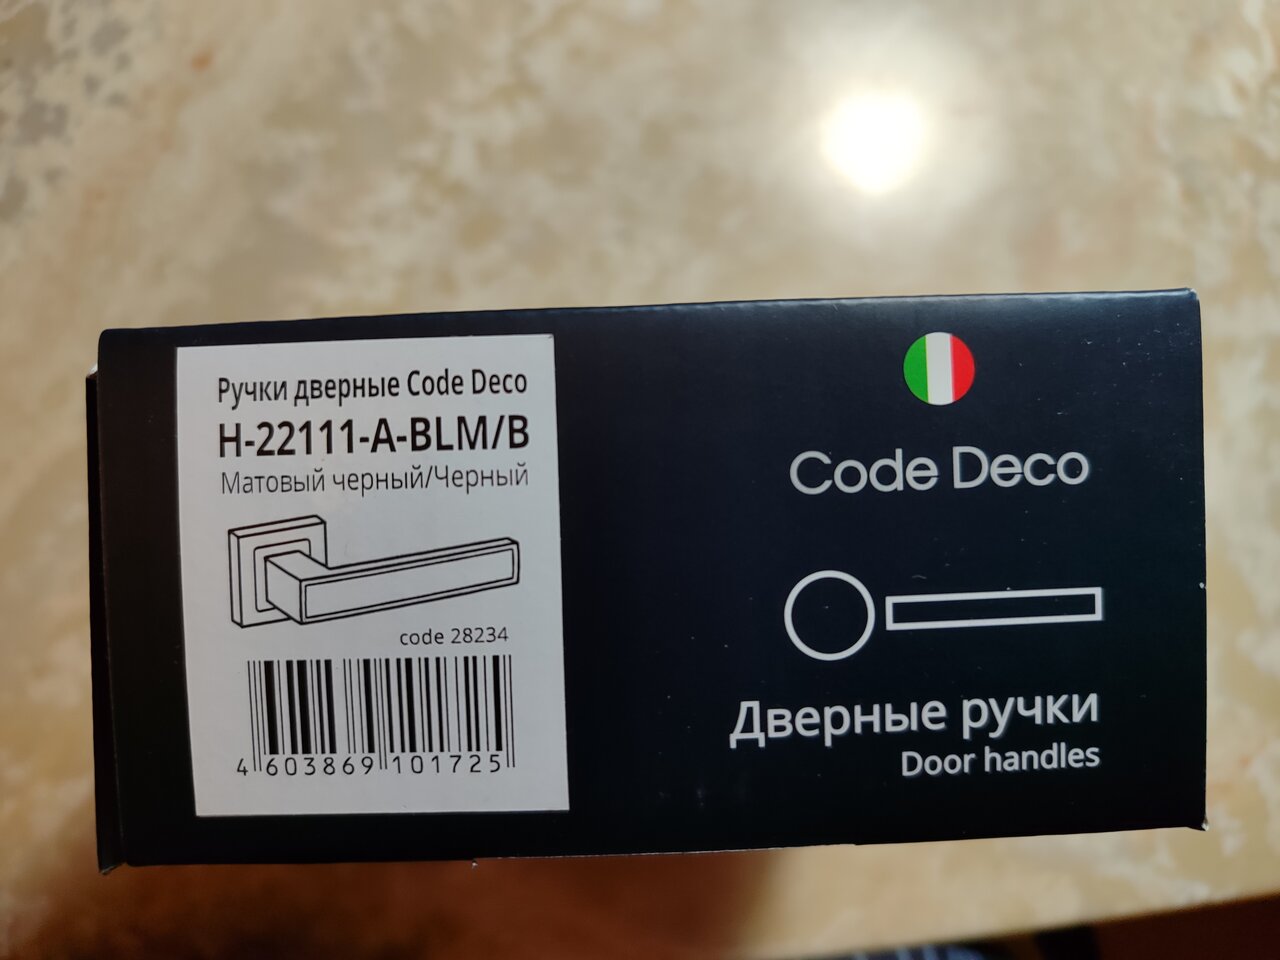 Ручки дверные Code Deco
H-22111-A-BLM/B
Матовый черный/Черный
code 28234
4 603869 101725
Code Deco
Дверные ручки
Door handles